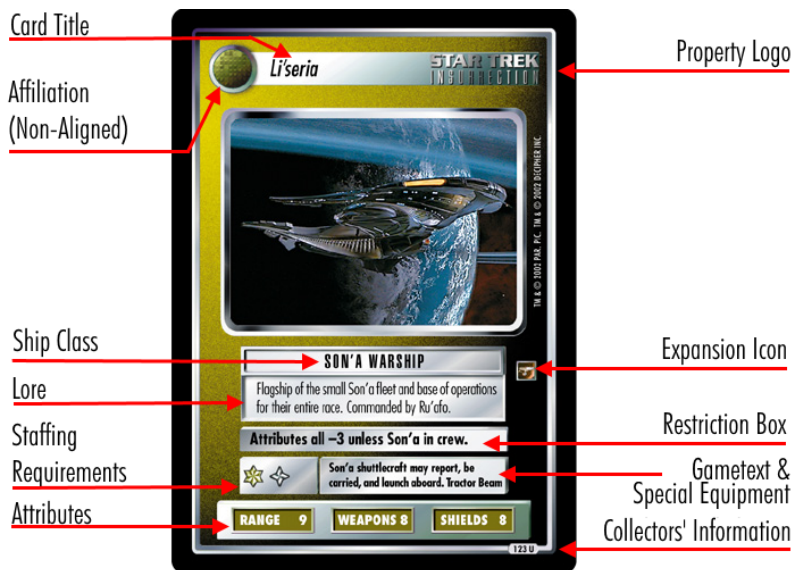 Card Title
Li'seria
STAR TREK
INSURRECTION
Property Logo
Affiliation
(Non-Aligned)
TM & © 2002 PAR. PIC. TM & © 2002 DECIPHER INC.
Ship Class
SON'A WARSHIP
Expansion Icon
Lore
Flagship of the small Son'a fleet and base of operations
for their entire race. Commanded by Ru'afo.
Restriction Box
Attributes all –3 unless Son'a in crew.
Staffing
Requirements
Son'a shuttlecraft may report, be
carried, and launch aboard. Tractor Beam
Gametext &
Special Equipment
Attributes
RANGE 9
WEAPONS 8
SHIELDS 8
Collectors' Information
123 U